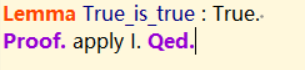 Lemma True_is_true : True.
Proof. apply I. Qed.